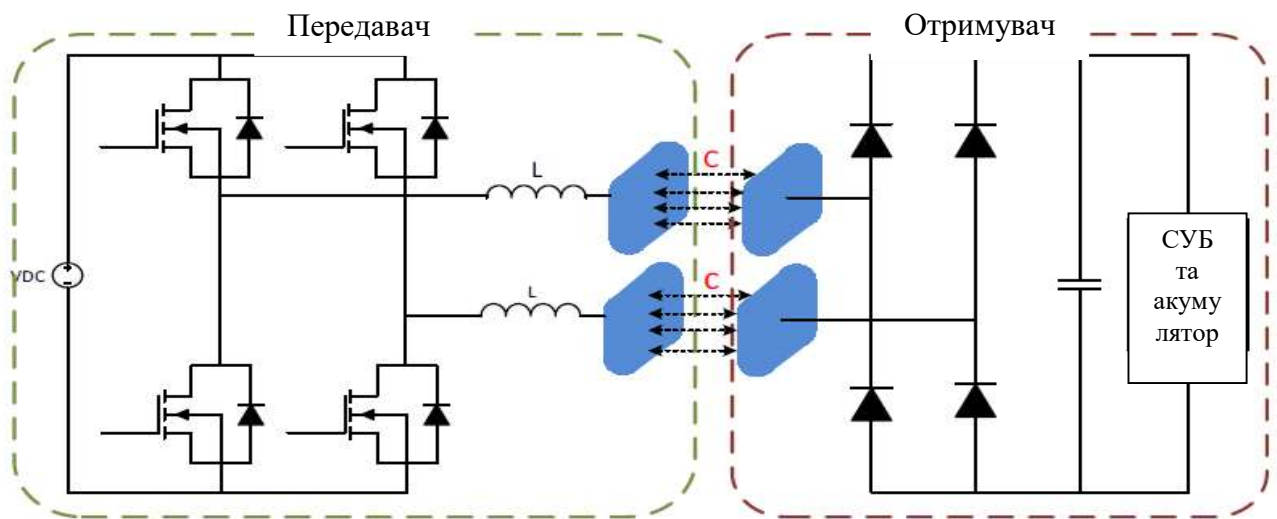 Передавач
Отримувач
L
C
VDC
L
C
СУБ
та
акуму
лятор